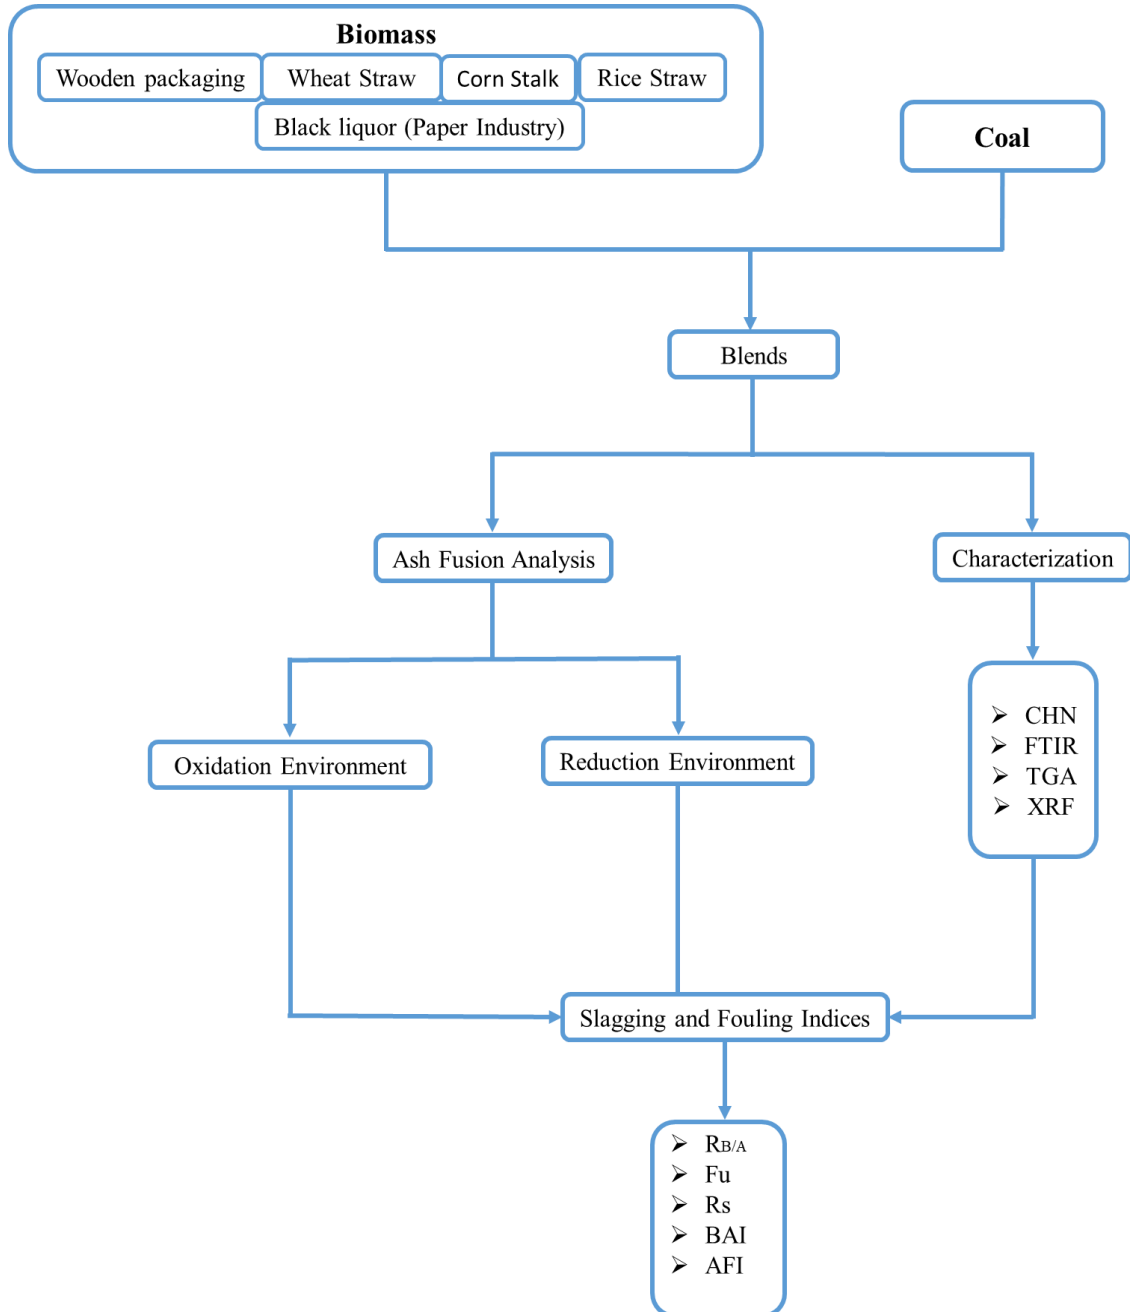 Biomass
Wooden packaging
Wheat Straw
Corn Stalk
Rice Straw
Black liquor (Paper Industry)
Coal
Blends
Ash Fusion Analysis
Characterization
Oxidation Environment
Reduction Environment
➢ CHN
➢ FTIR
➢ TGA
➢ XRF
Slagging and Fouling Indices
➢ RB/A
➢ Fu
➢ Rs
➢ BAI
➢ AFI